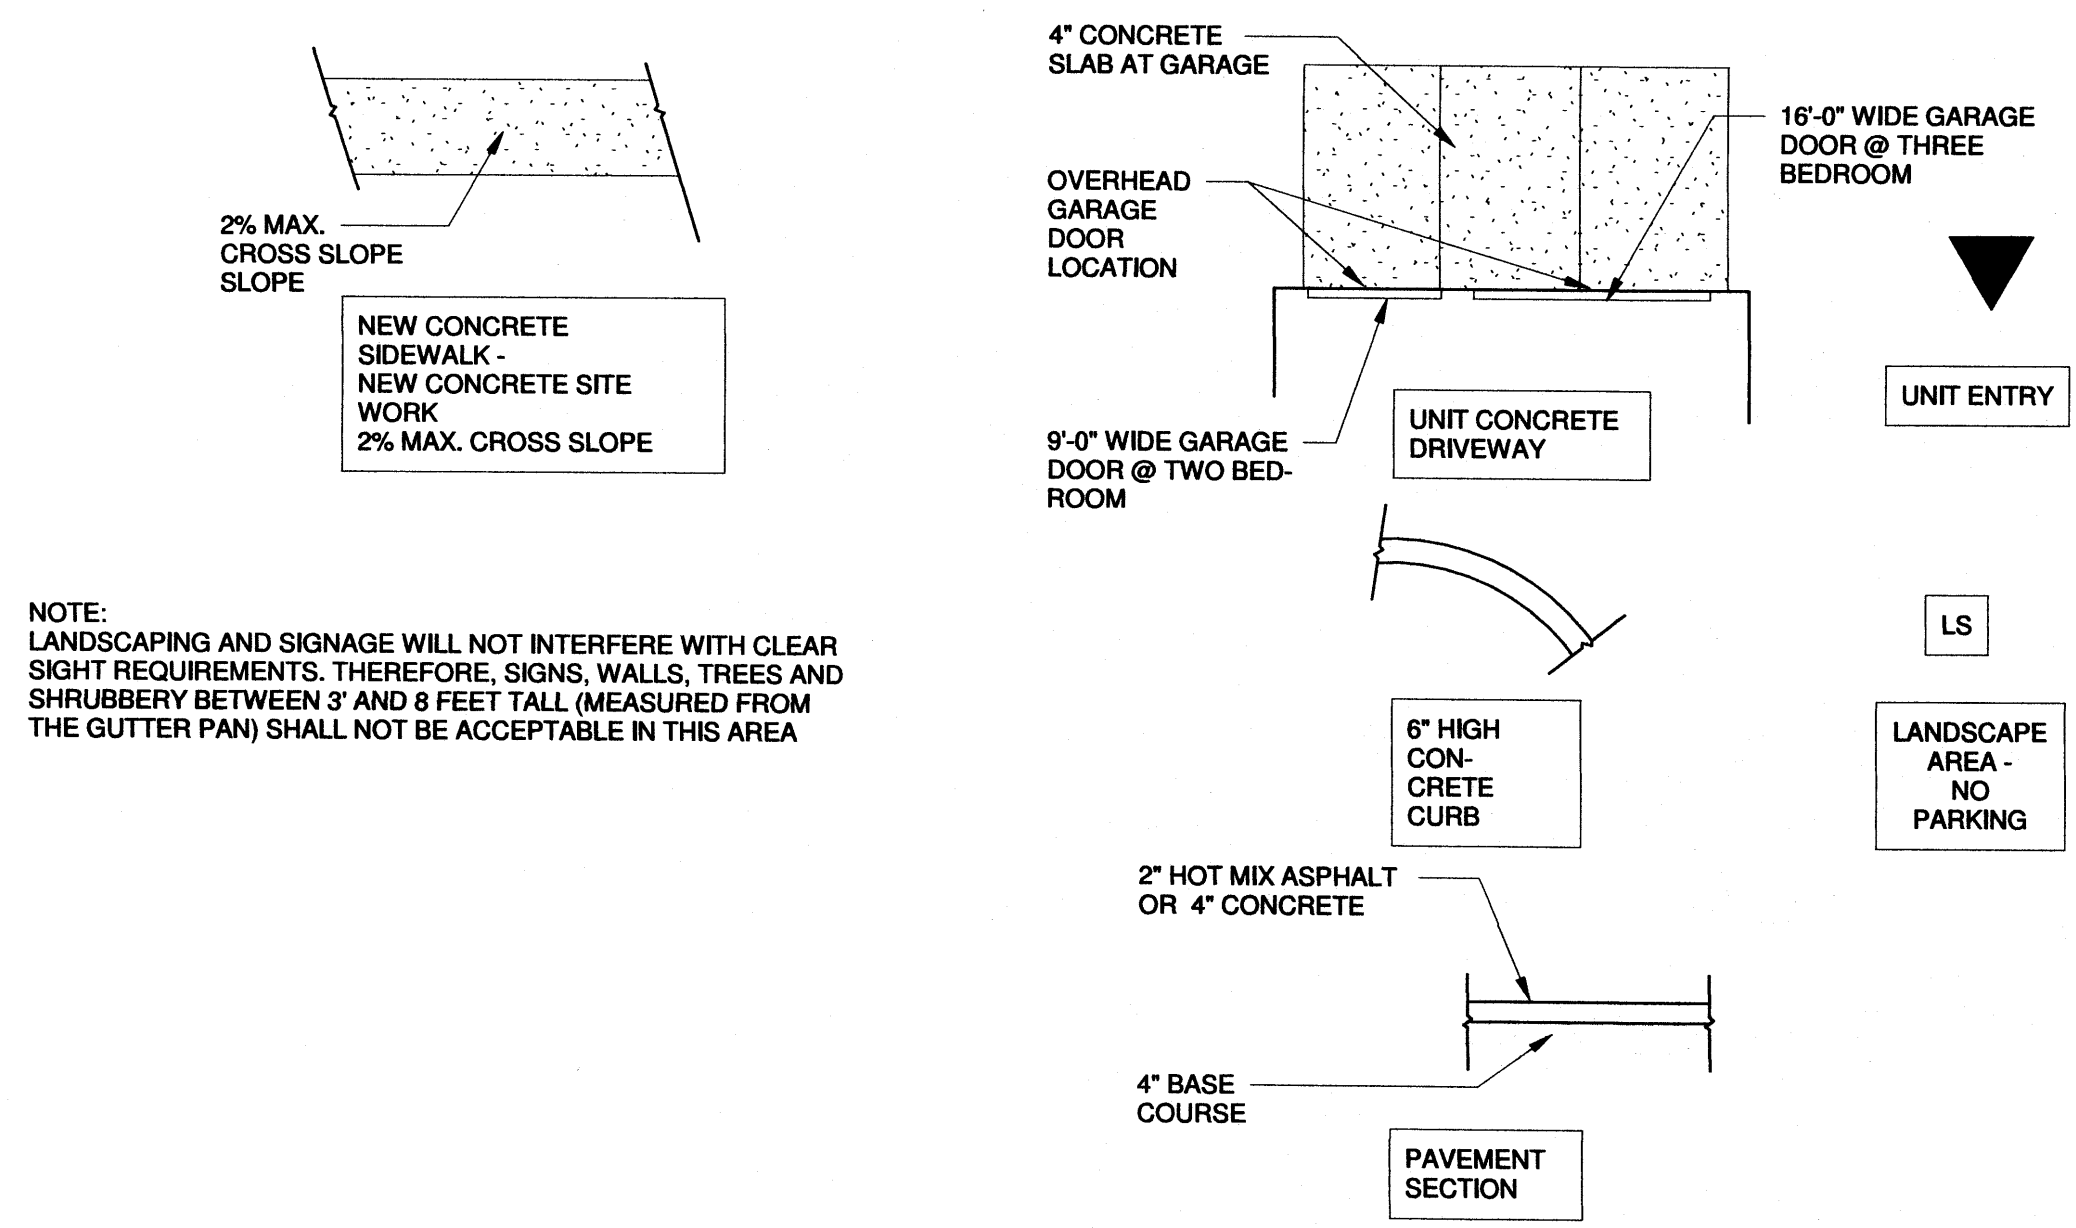 2% MAX.
CROSS SLOPE
SLOPE
NEW CONCRETE
SIDEWALK -
NEW CONCRETE SITE
WORK
2% MAX. CROSS SLOPE
NOTE:
LANDSCAPING AND SIGNAGE WILL NOT INTERFERE WITH CLEAR
SIGHT REQUIREMENTS. THEREFORE, SIGNS, WALLS, TREES AND
SHRUBBERY BETWEEN 3' AND 8 FEET TALL (MEASURED FROM
THE GUTTER PAN) SHALL NOT BE ACCEPTABLE IN THIS AREA
4" CONCRETE
SLAB AT GARAGE
OVERHEAD
GARAGE
DOOR
LOCATION
16'-0" WIDE GARAGE
DOOR @ THREE
BEDROOM
9'-0" WIDE GARAGE
DOOR @ TWO BED-
ROOM
UNIT CONCRETE
DRIVEWAY
UNIT ENTRY
6" HIGH
CON-
CRETE
CURB
LS
LANDSCAPE
AREA -
NO
PARKING
2" HOT MIX ASPHALT
OR 4" CONCRETE
4" BASE
COURSE
PAVEMENT
SECTION